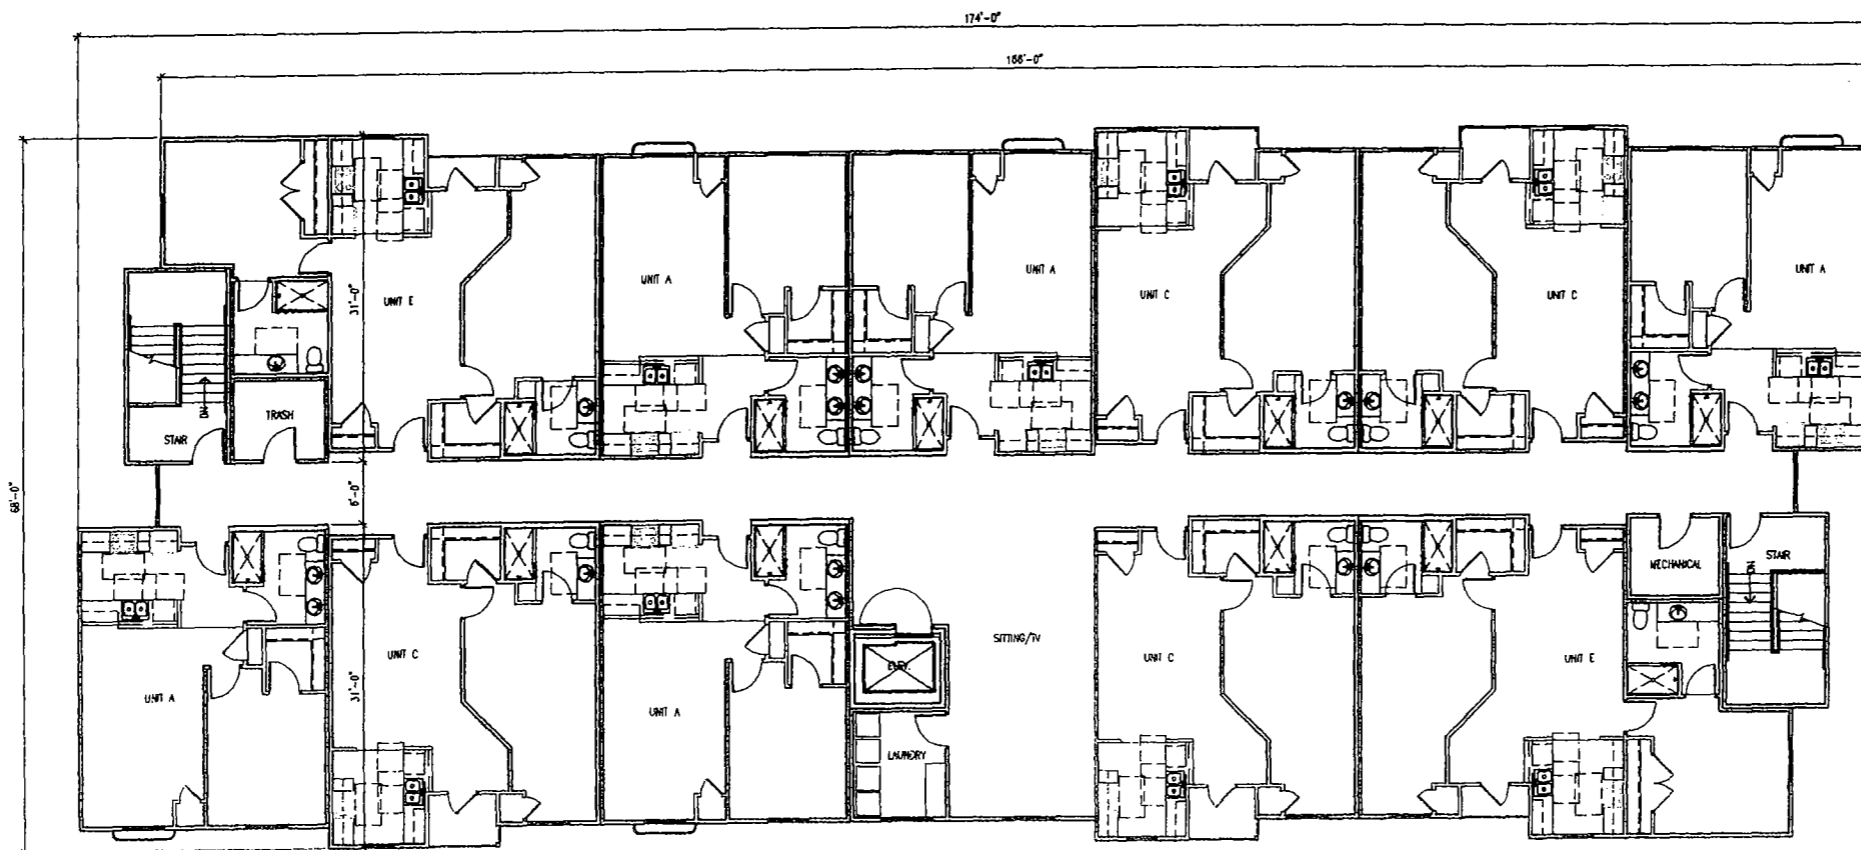 174'-0"
166'-0"
UNIT A
UNIT A
UNIT A
UNIT E
UNIT C
UNIT C
31'-0"
DN
TRASH
STAIR
68'-0"
6'-0"
STAIR
MECHANICAL
DN
SITTING/TV
UNIT C
UNIT C
UNIT E
ELEV.
31'-0"
UNIT A
UNIT A
LAUNDRY